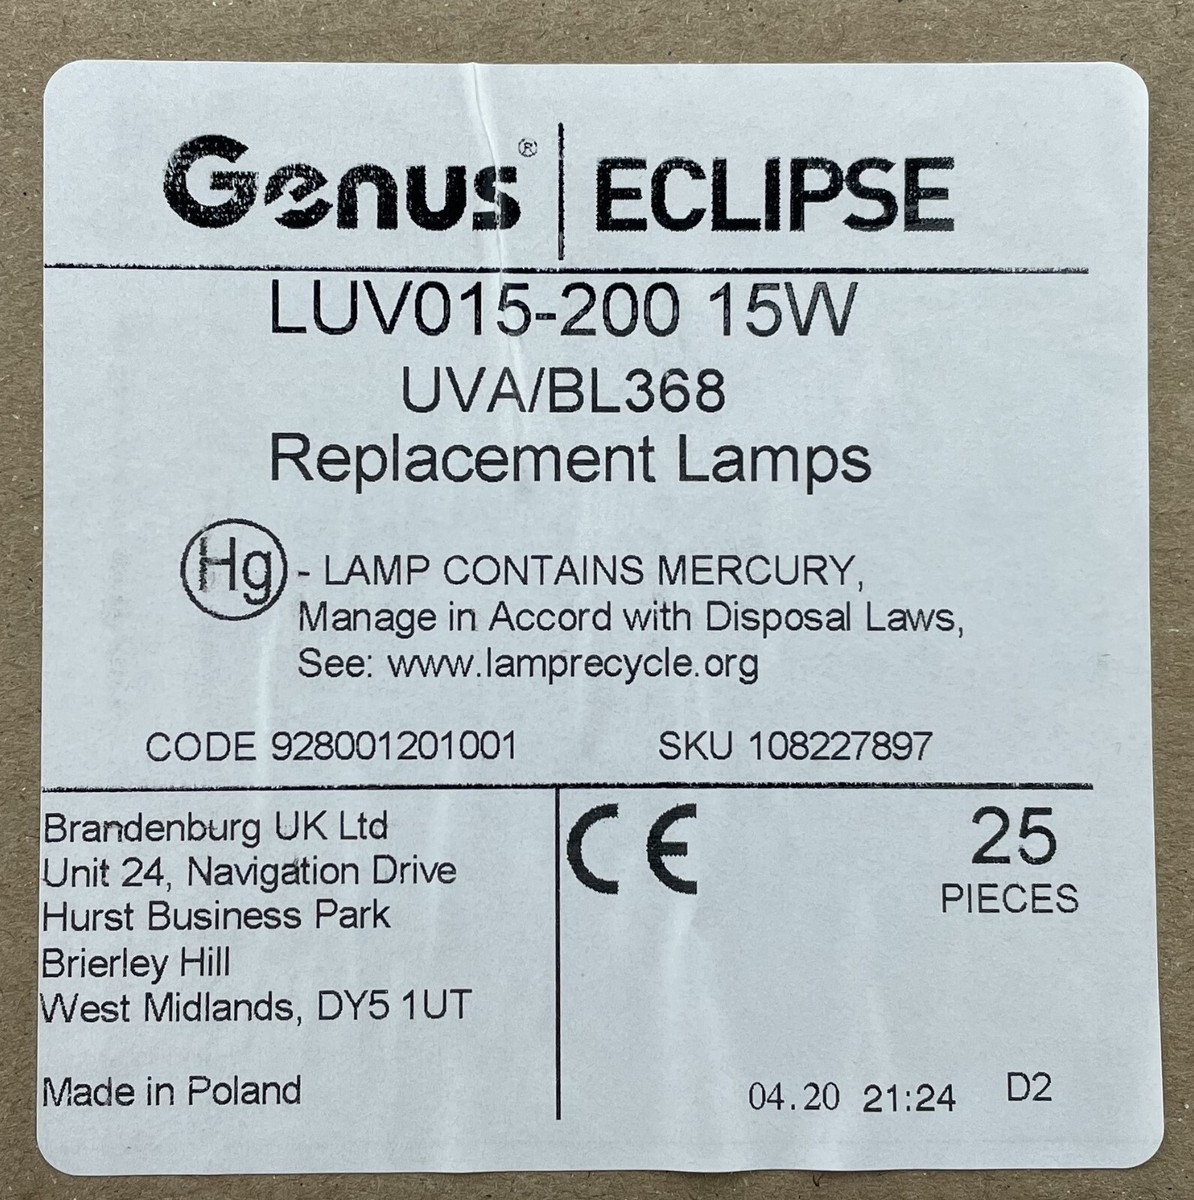 Genus® | ECLIPSE
LUV015-200 15W
UVA/BL368
Replacement Lamps
Hg - LAMP CONTAINS MERCURY,
Manage in Accord with Disposal Laws,
See: www.lamprecycle.org
CODE 928001201001 SKU 108227897
Brandenburg UK Ltd
Unit 24, Navigation Drive
Hurst Business Park
Brierley Hill
West Midlands, DY5 1UT
Made in Poland
CE
25
PIECES
04.20 21:24 D2